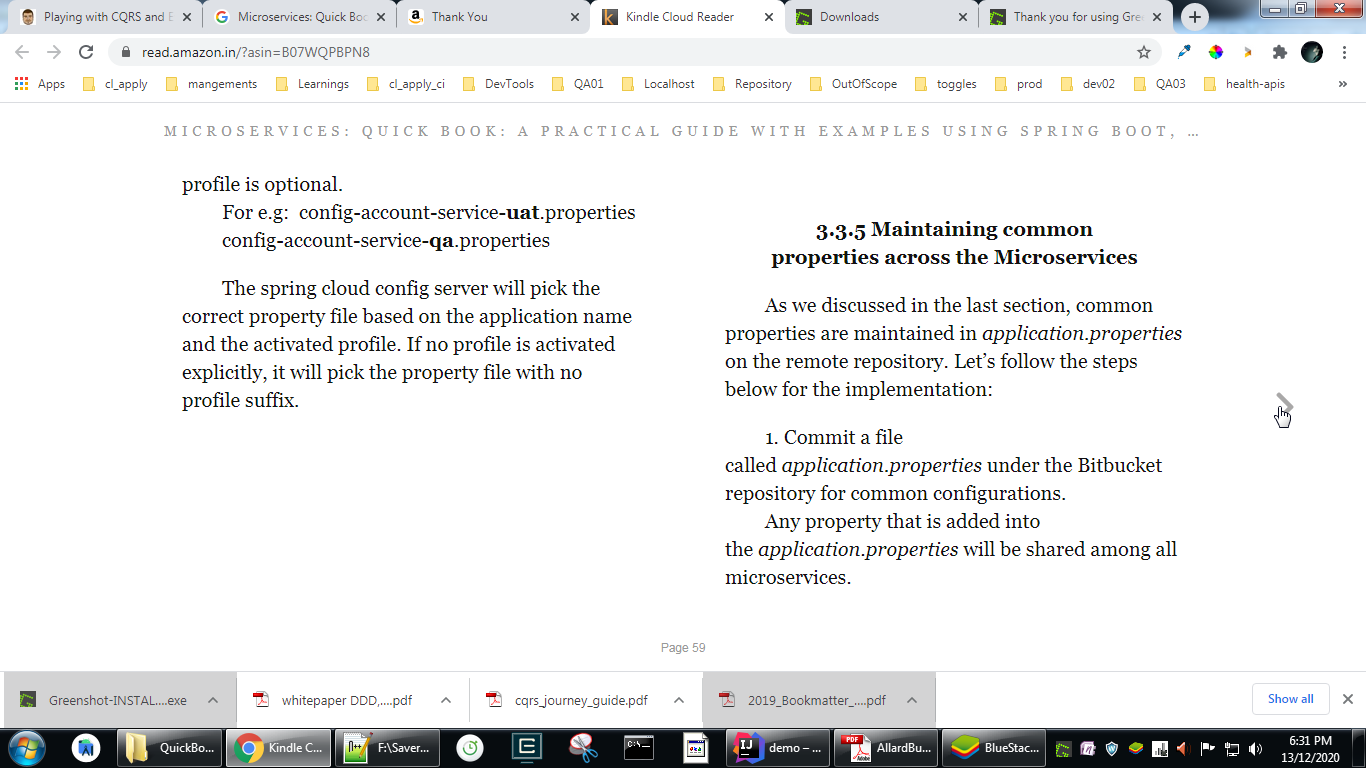 Playing with CQRS and E
Microservices: Quick Boo
Thank You
Kindle Cloud Reader
Downloads
Thank you for using Gre
read.amazon.in/?asin=B07WQPBPN8
Apps
cl_apply
mangements
Learnings
cl_apply_ci
DevTools
QA01
Localhost
Repository
OutOfScope
toggles
prod
dev02
QA03
health-apis
»
MICROSERVICES: QUICK BOOK: A PRACTICAL GUIDE WITH EXAMPLES USING SPRING BOOT, …
profile is optional.
For e.g:  config-account-service-uat.properties
config-account-service-qa.properties
The spring cloud config server will pick the
correct property file based on the application name
and the activated profile. If no profile is activated
explicitly, it will pick the property file with no
profile suffix.
3.3.5 Maintaining common
properties across the Microservices
As we discussed in the last section, common
properties are maintained in application.properties
on the remote repository. Let’s follow the steps
below for the implementation:
1. Commit a file
called application.properties under the Bitbucket
repository for common configurations.
Any property that is added into
the application.properties will be shared among all
microservices.
Page 59
Greenshot-INSTAL....exe
whitepaper DDD,....pdf
cqrs_journey_guide.pdf
2019_Bookmatter_....pdf
Show all
QuickBo...
Kindle C...
F:\Saver...
C:\-
demo – ...
AllardBu...
BlueStac...
6:31 PM
13/12/2020